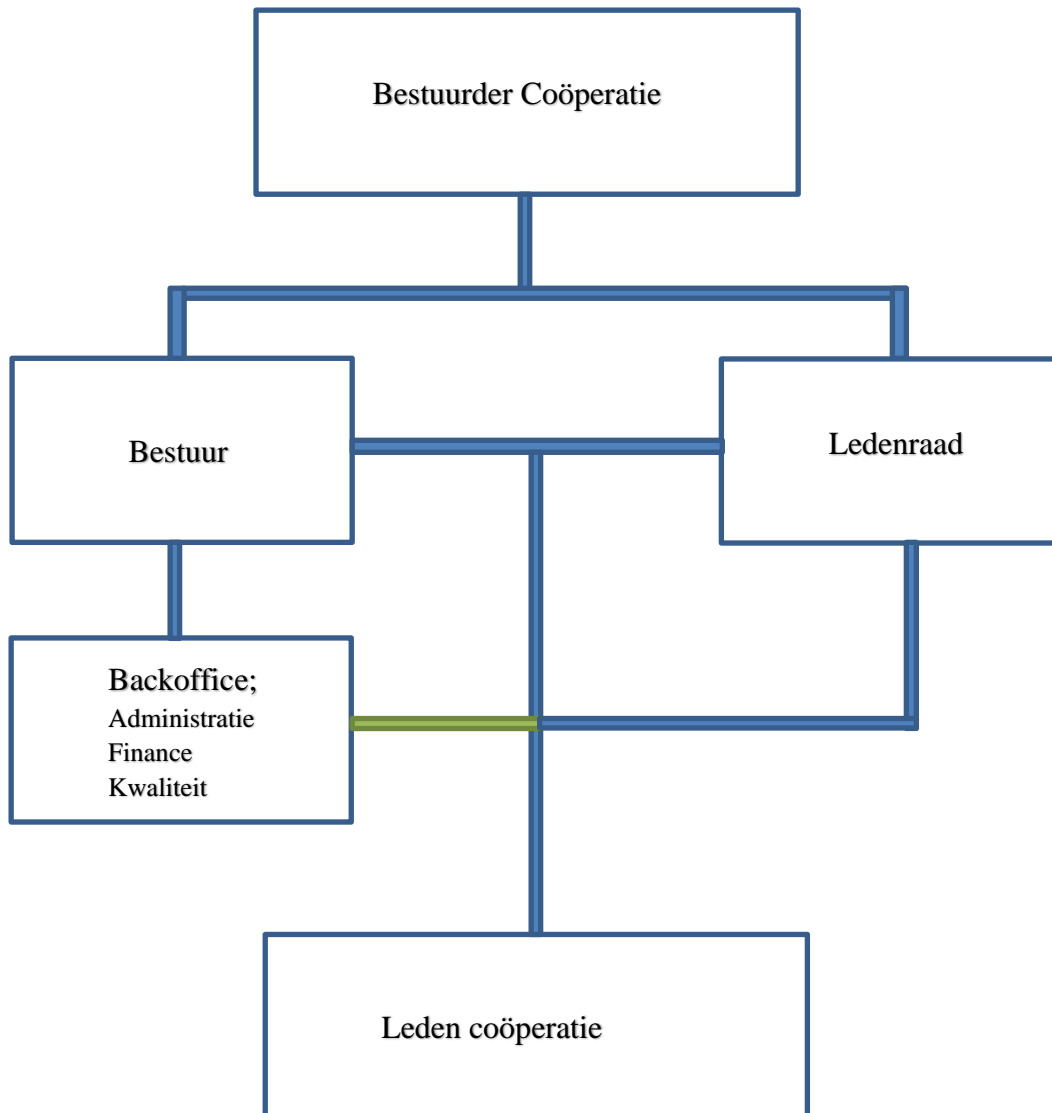 Bestuurder Coöperatie
Bestuur
Ledenraad
Backoffice;
Administratie
Finance
Kwaliteit
Leden coöperatie